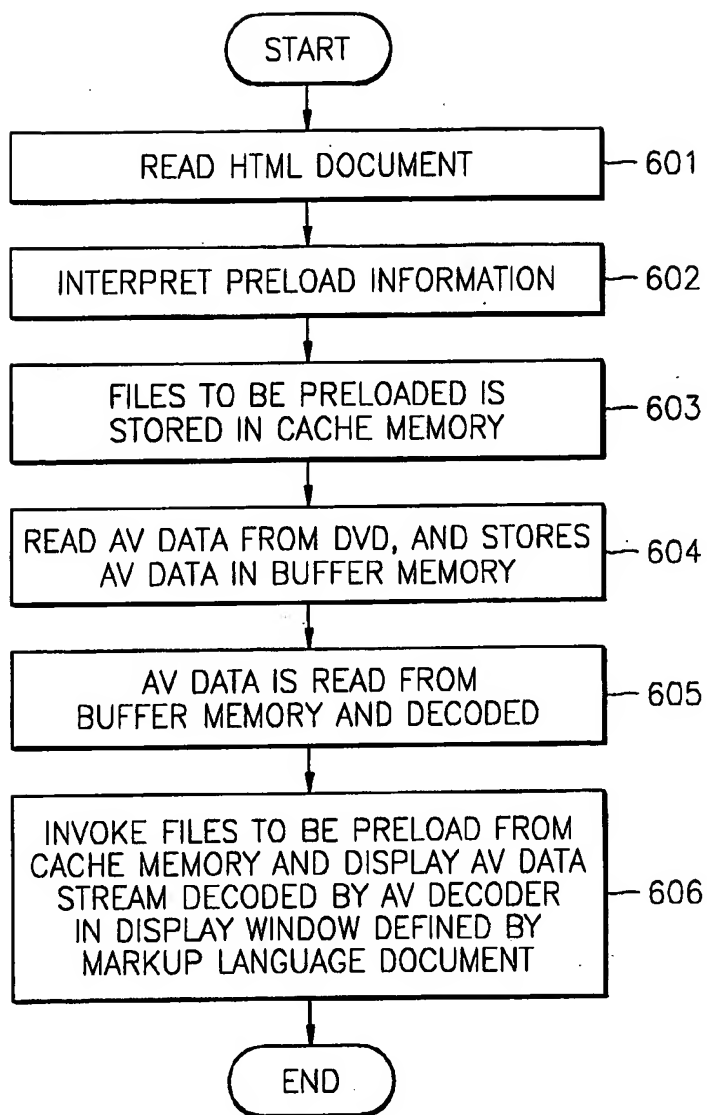 START
READ HTML DOCUMENT
601
INTERPRET PRELOAD INFORMATION
602
FILES TO BE PRELOADED IS
STORED IN CACHE MEMORY
603
READ AV DATA FROM DVD, AND STORES
AV DATA IN BUFFER MEMORY
604
AV DATA IS READ FROM
BUFFER MEMORY AND DECODED
605
INVOKE FILES TO BE PRELOAD FROM
CACHE MEMORY AND DISPLAY AV DATA
STREAM DECODED BY AV DECODER
IN DISPLAY WINDOW DEFINED BY
MARKUP LANGUAGE DOCUMENT
606
END